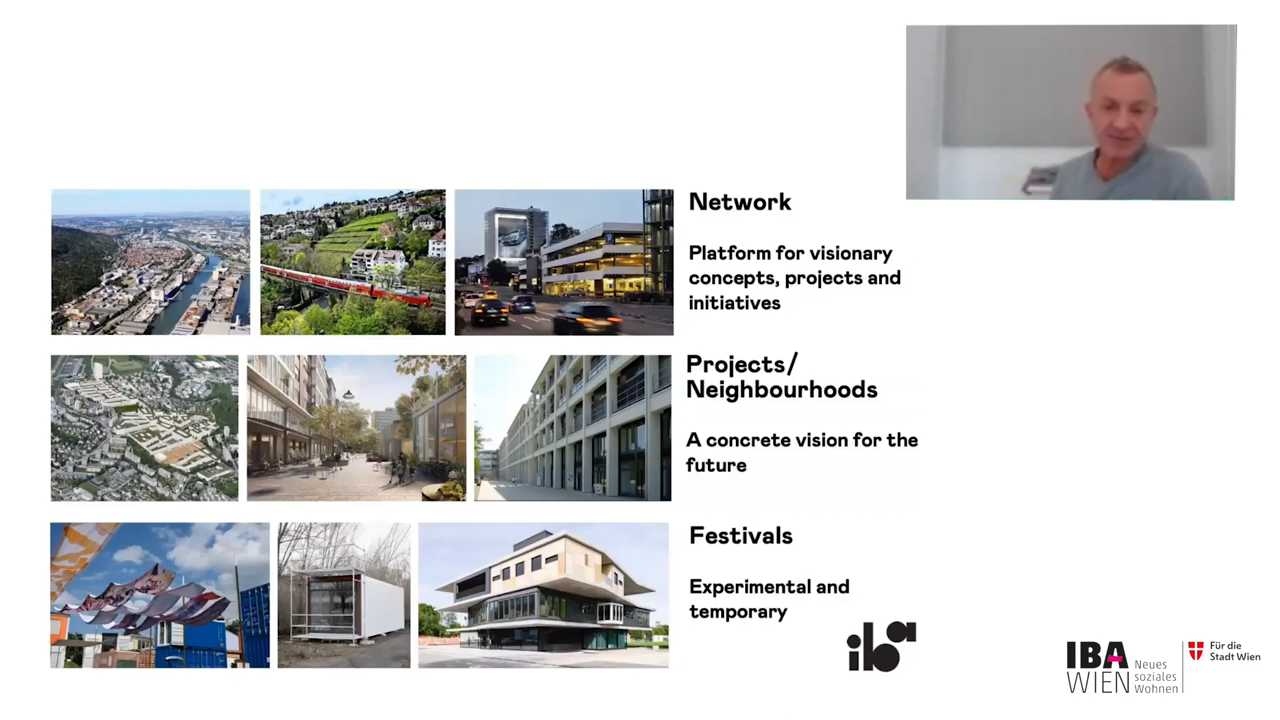 Network
Platform for visionary
concepts, projects and
initiatives
Projects/
Neighbourhoods
A concrete vision for the
future
Festivals
Experimental and
temporary
iba
IBA
WIEN
Neues
soziales
Wohnen
Für die
Stadt Wien